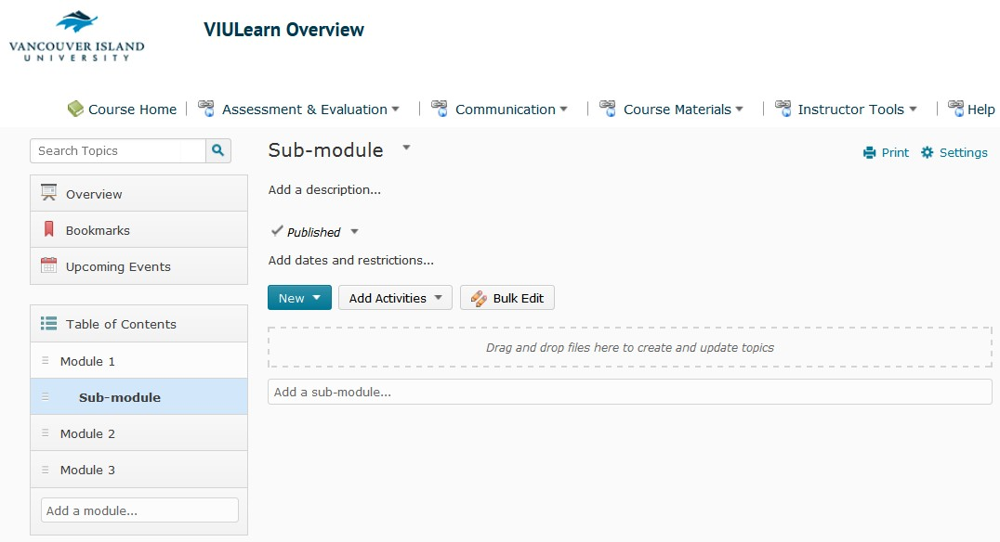 VANCOUVER ISLAND
UNIVERSITY
VIULearn Overview
Course Home
Assessment & Evaluation
Communication
Course Materials
Instructor Tools
Help
Search Topics
Overview
Bookmarks
Upcoming Events
Table of Contents
Module 1
Sub-module
Module 2
Module 3
Add a module...
Sub-module
Print
Settings
Add a description...
Published
Add dates and restrictions...
New
Add Activities
Bulk Edit
Drag and drop files here to create and update topics
Add a sub-module...